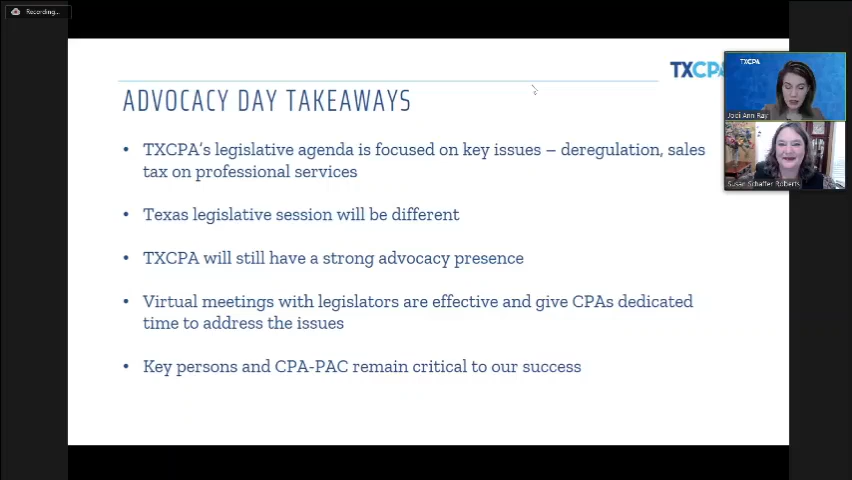 Recording...
TXCPA
ADVOCACY DAY TAKEAWAYS
• TXCPA's legislative agenda is focused on key issues – deregulation, sales
tax on professional services
• Texas legislative session will be different
• TXCPA will still have a strong advocacy presence
• Virtual meetings with legislators are effective and give CPAs dedicated
time to address the issues
• Key persons and CPA-PAC remain critical to our success
TXCPA
Jodi Ann Ray
Susan Schaffer Roberts